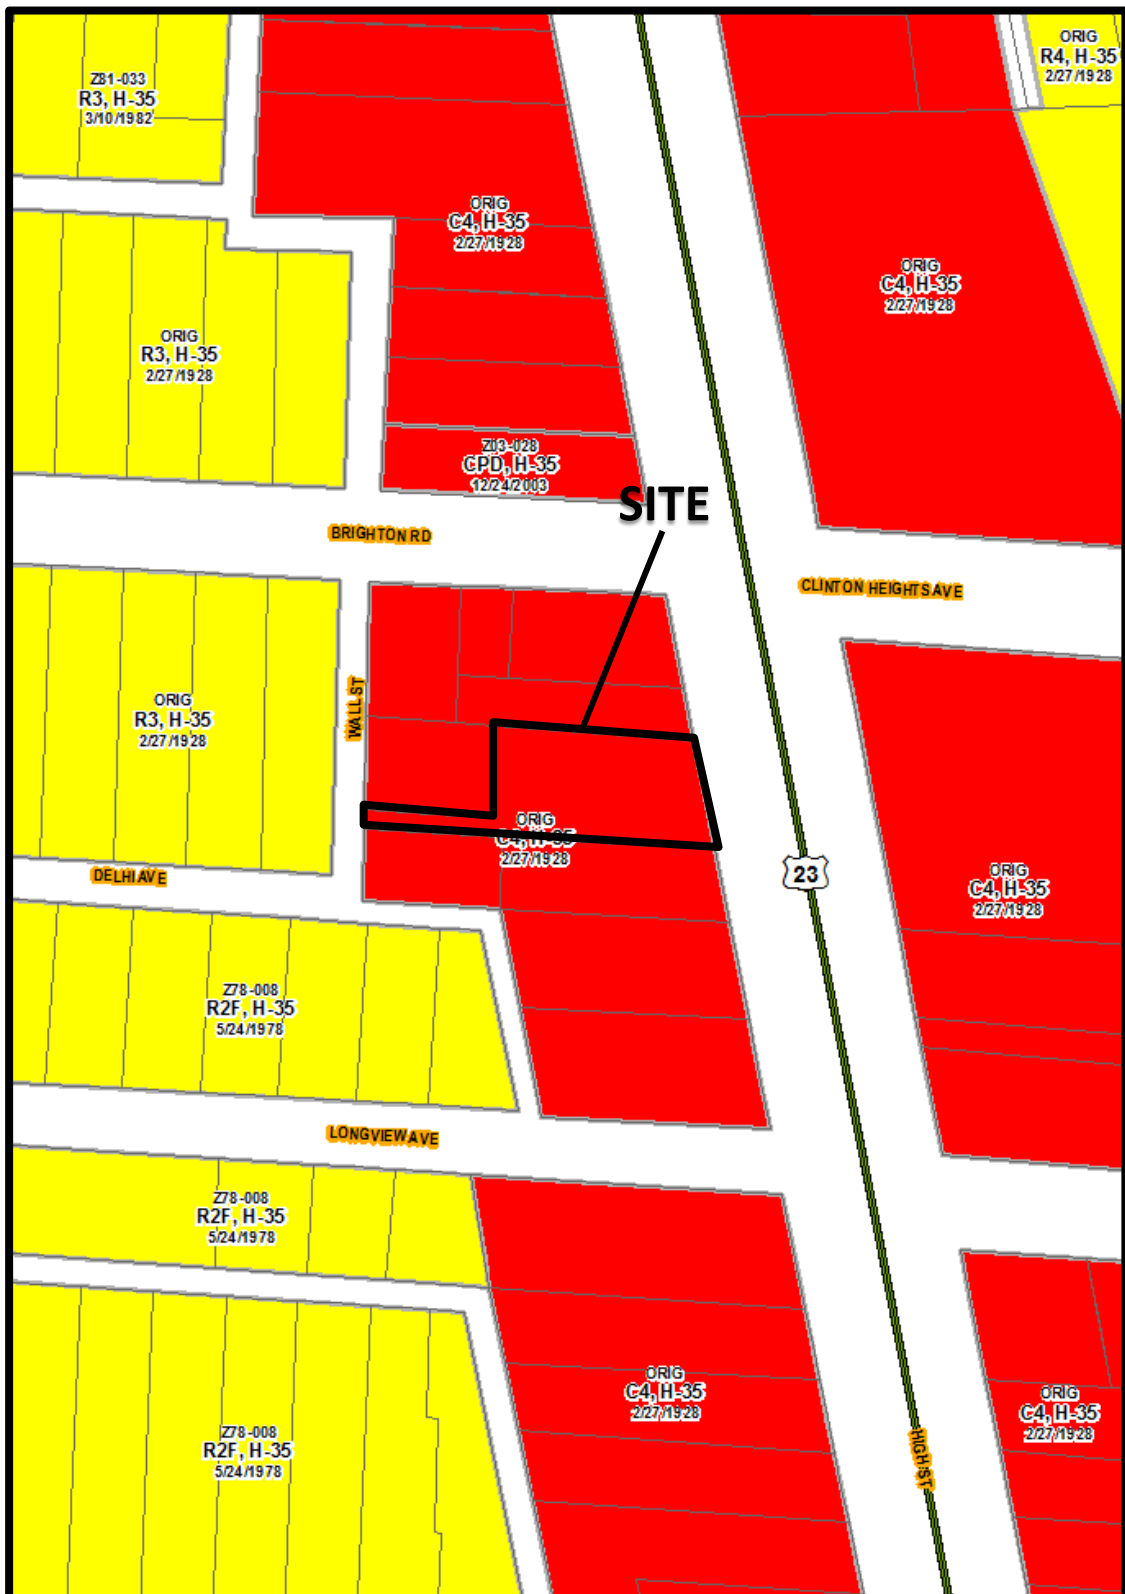 ORIG
R4, H-35
2/27/1928
Z81-033
R3, H-35
3/10/1982
ORIG
C4, H-35
2/27/1928
ORIG
C4, H-35
2/27/1928
ORIG
R3, H-35
2/27/1928
Z03-028
CPD, H-35
12/24/2003
SITE
BRIGHTON RD
CLINTON HEIGHTS AVE
WALL ST
ORIG
R3, H-35
2/27/1928
ORIG
C4, H-35
2/27/1928
23
ORIG
C4, H-35
2/27/1928
DELHI AVE
Z78-008
R2F, H-35
5/24/1978
LONGVIEW AVE
Z78-008
R2F, H-35
5/24/1978
ORIG
C4, H-35
2/27/1928
ORIG
C4, H-35
2/27/1928
Z78-008
R2F, H-35
5/24/1978
HIGH ST